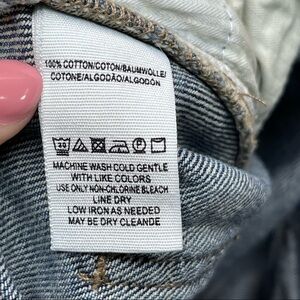 100% COTTON/COTON/BAUMWOLLE/
COTONE/ALGODÃO/ALGODÓN
MACHINE WASH COLD GENTLE
WITH LIKE COLORS
USE ONLY NON-CHLORINE BLEACH
LINE DRY
LOW IRON AS NEEDED
MAY BE DRY CLEANDE